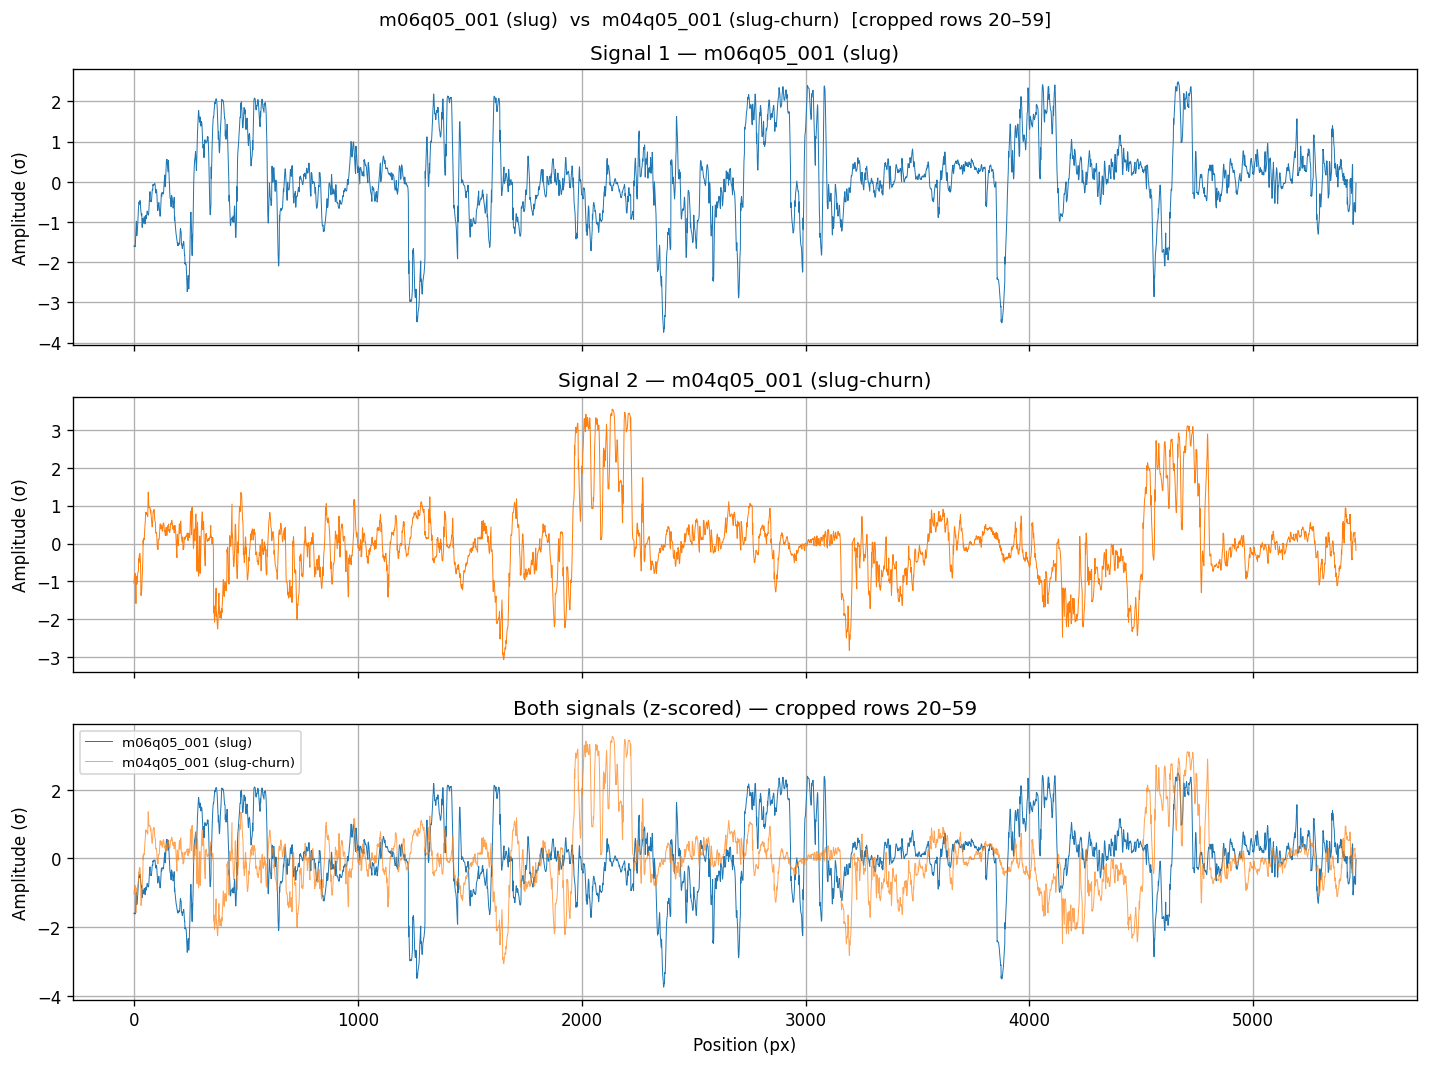 m06q05_001 (slug)  vs  m04q05_001 (slug-churn)  [cropped rows 20–59]
Signal 1 — m06q05_001 (slug)
Amplitude (σ)
2
1
0
−1
−2
−3
−4
Signal 2 — m04q05_001 (slug-churn)
Amplitude (σ)
3
2
1
0
−1
−2
−3
Both signals (z-scored) — cropped rows 20–59
m06q05_001 (slug)
m04q05_001 (slug-churn)
Amplitude (σ)
2
0
−2
−4
0 1000 2000 3000 4000 5000
Position (px)